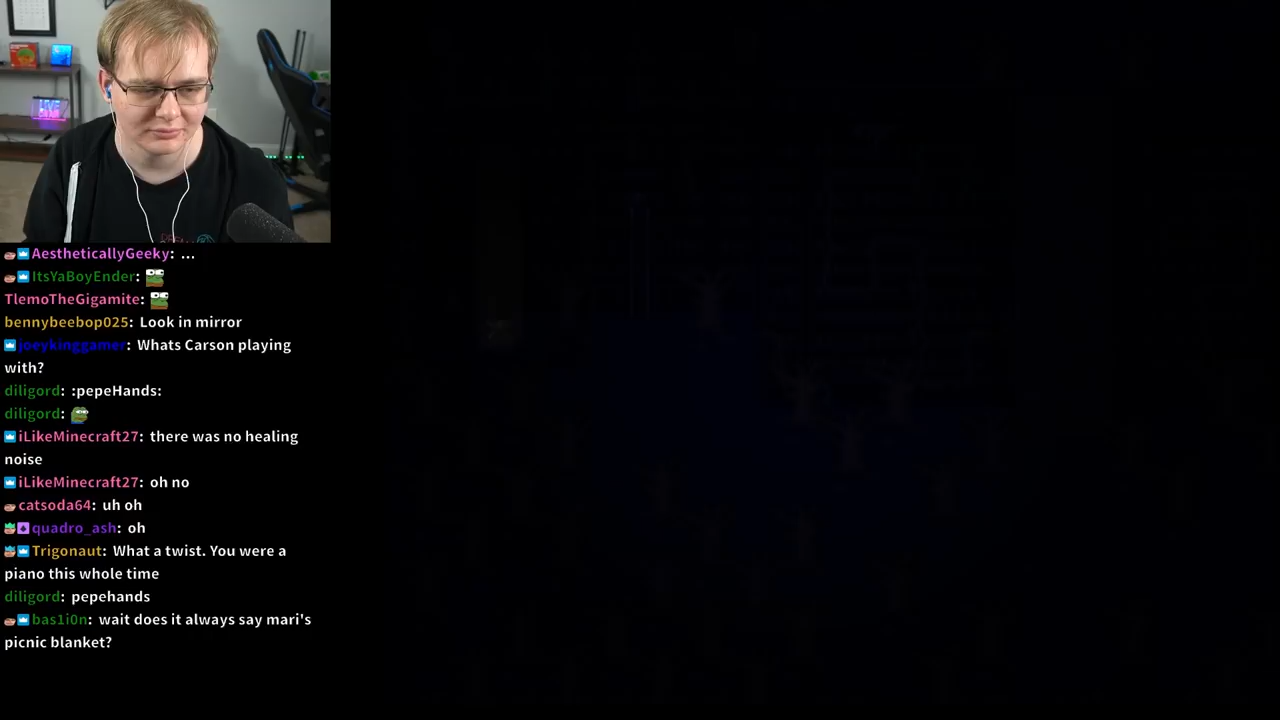 AestheticallyGeeky: ...
ItsYaBoyEnder:
TlemoTheGigamite:
bennybeebop025: Look in mirror
joeykinggamer: Whats Carson playing
with?
diligord: :pepeHands:
diligord:
iLikeMinecraft27: there was no healing
noise
iLikeMinecraft27: oh no
catsoda64: uh oh
quadro_ash: oh
Trigonaut: What a twist. You were a
piano this whole time
diligord: pepehands
bas1i0n: wait does it always say mari's
picnic blanket?